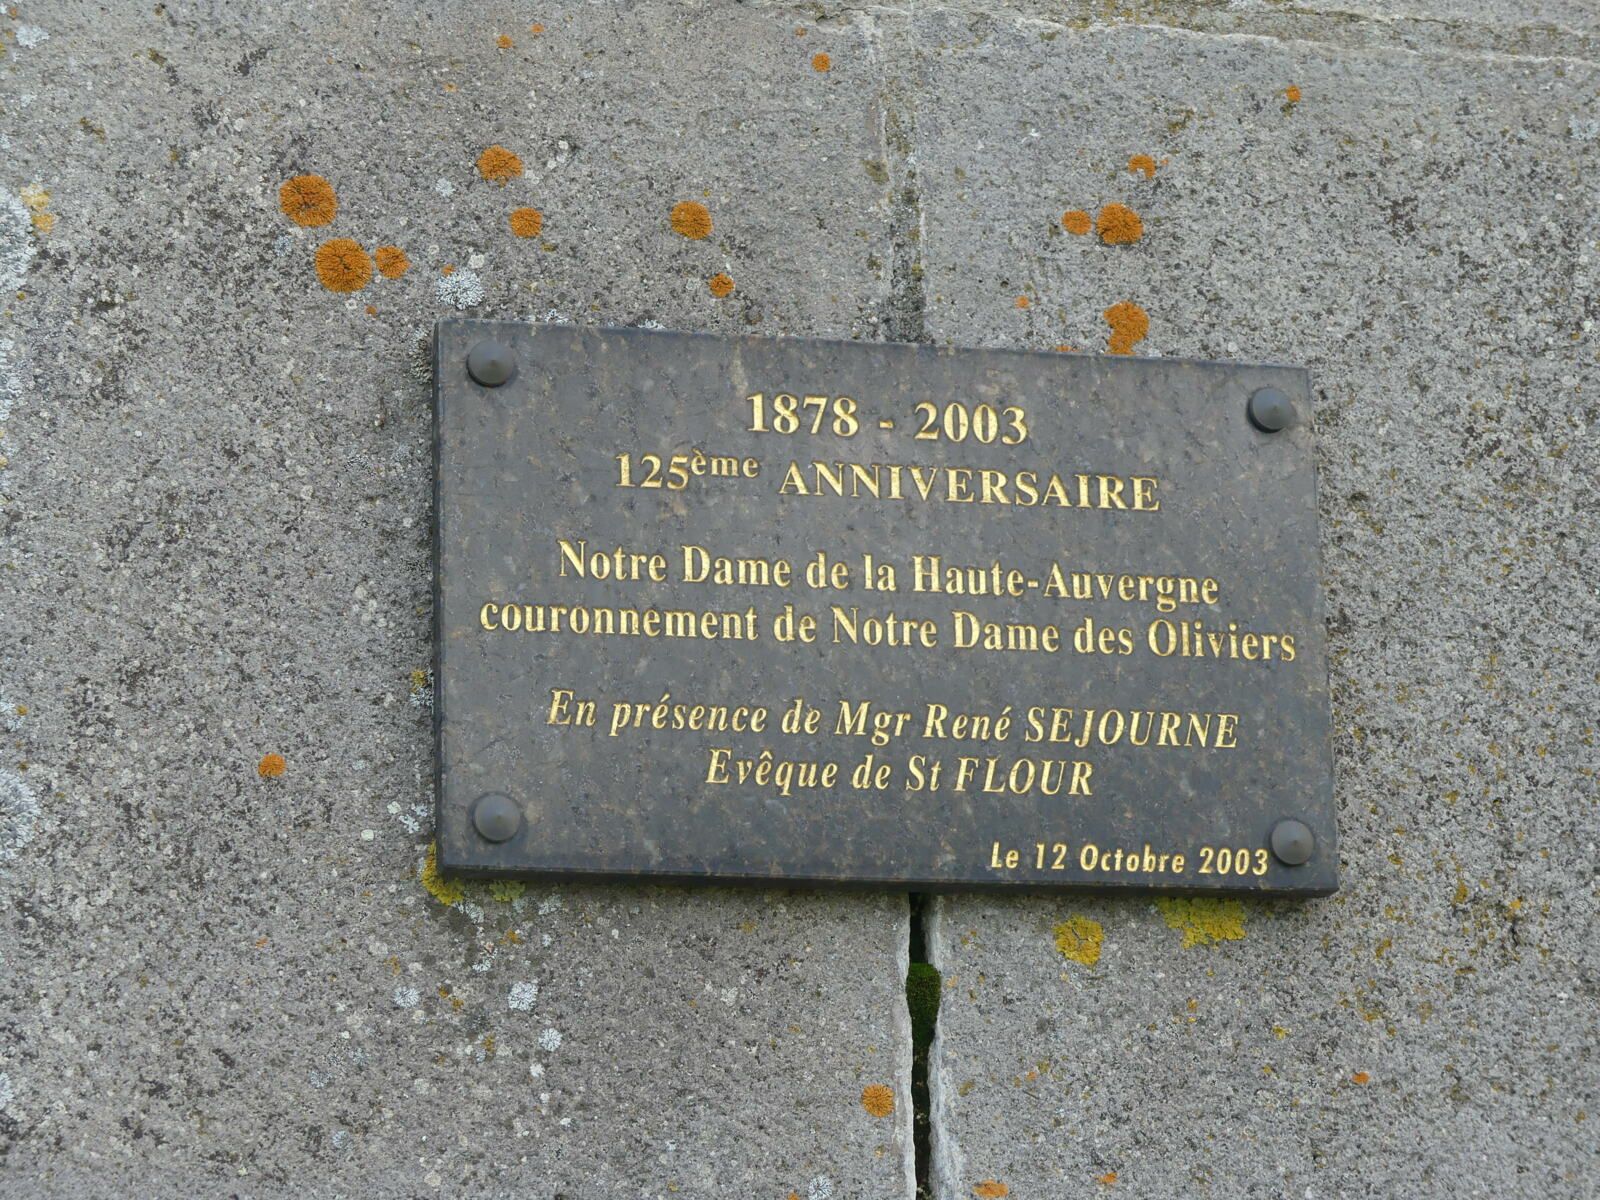 1878 - 2003
125ème ANNIVERSAIRE
Notre Dame de la Haute-Auvergne
couronnement de Notre Dame des Oliviers
En présence de Mgr René SEJOURNE
Evêque de St FLOUR
Le 12 Octobre 2003